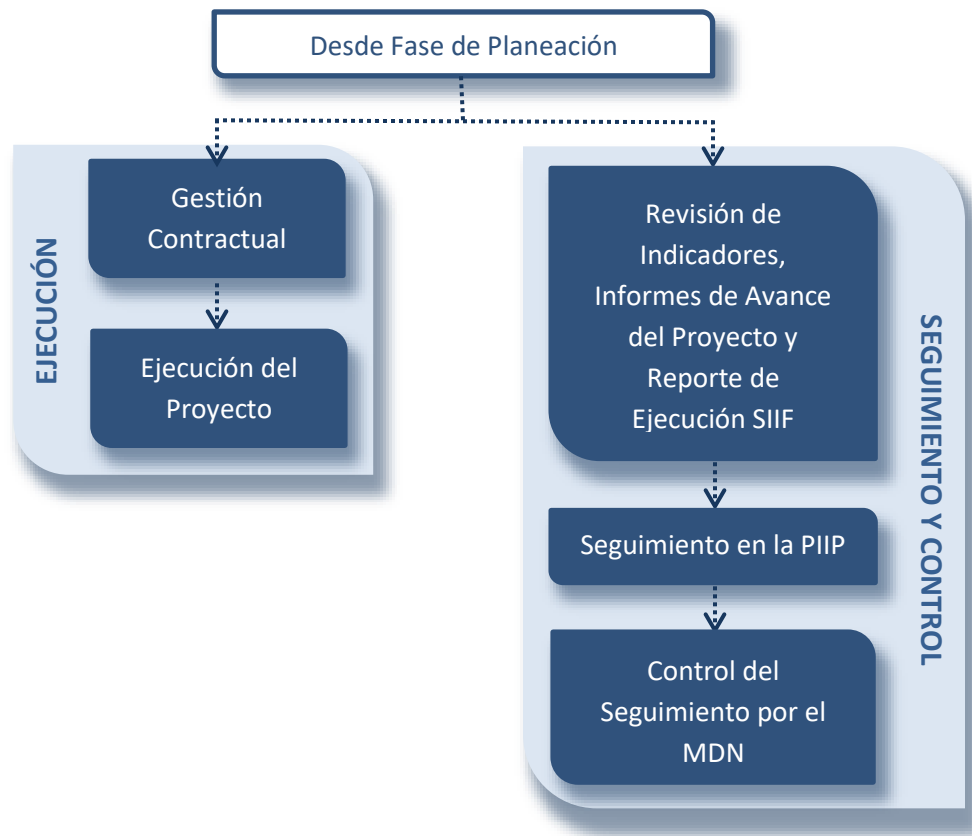 Desde Fase de Planeación
EJECUCIÓN
Gestión
Contractual
Ejecución del
Proyecto
Revisión de
Indicadores,
Informes de Avance
del Proyecto y
Reporte de
Ejecución SIIF
Seguimiento en la PIIP
Control del
Seguimiento por el
MDN
SEGUIMIENTO Y CONTROL